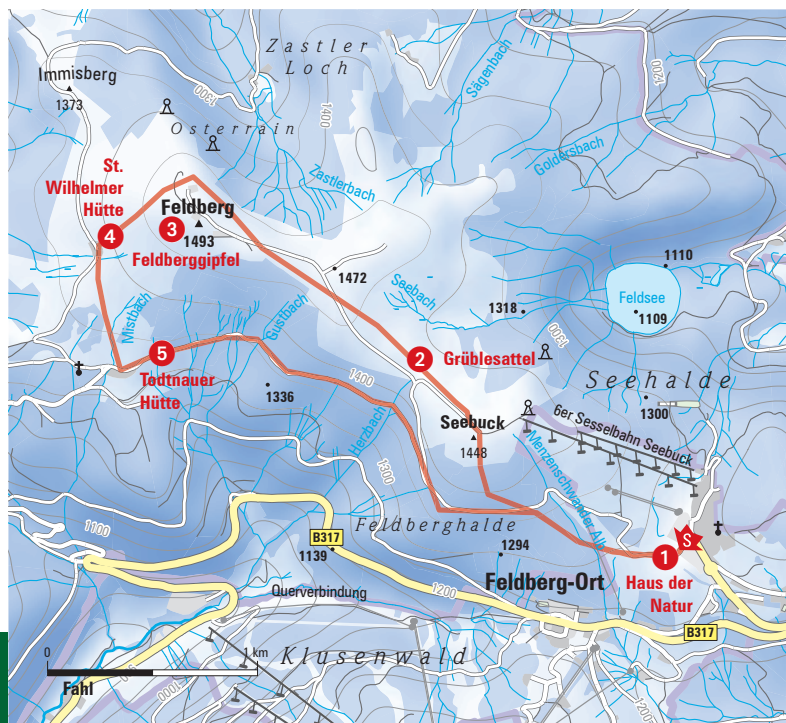 Zastler
Loch
Immisberg
1373
1300
Osterrain
1400
Sägenbach
1020
Goldersbach
St.
Wilhelmer
Hütte
4
Zastlerbach
Feldberg
3
1493
Feldberggipfel
1472
Seebach
1318
1110
Feldsee
1109
Mistbach
Gustbach
1300
5
Todtnauer
Hütte
2
Grüblesattel
1336
1400
Seehalde
1300
Herzbach
Seebuck
1448
6er Sesselbahn Seebuck
Menzenschwander Alb
1300
1100
Feldberghalde
B317
1139
1294
S
1
Haus der
Natur
Feldberg-Ort
1200
Querverbindung
B317
Klusenwald
0
1 km
Fahl
1000
1200